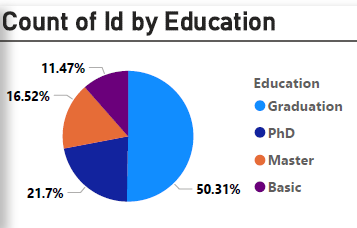 Count of Id by Education
11.47%
16.52%
21.7%
50.31%
Education
Graduation
PhD
Master
Basic